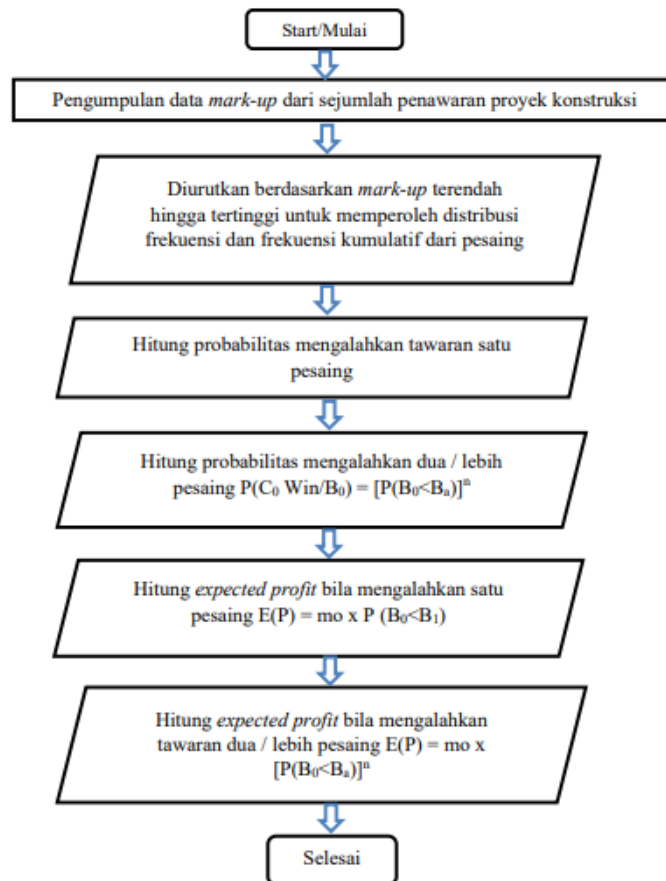 Start/Mulai
Pengumpulan data mark-up dari sejumlah penawaran proyek konstruksi
Diurutkan berdasarkan mark-up terendah
hingga tertinggi untuk memperoleh distribusi
frekuensi dan frekuensi kumulatif dari pesaing
Hitung probabilitas mengalahkan tawaran satu
pesaing
Hitung probabilitas mengalahkan dua / lebih
pesaing P(C₀ Win/B₀) = [P(B₀<Bₐ)]ⁿ
Hitung expected profit bila mengalahkan satu
pesaing E(P) = mo x P (B₀<B₁)
Hitung expected profit bila mengalahkan
tawaran dua / lebih pesaing E(P) = mo x
[P(B₀<Bₐ)]ⁿ
Selesai